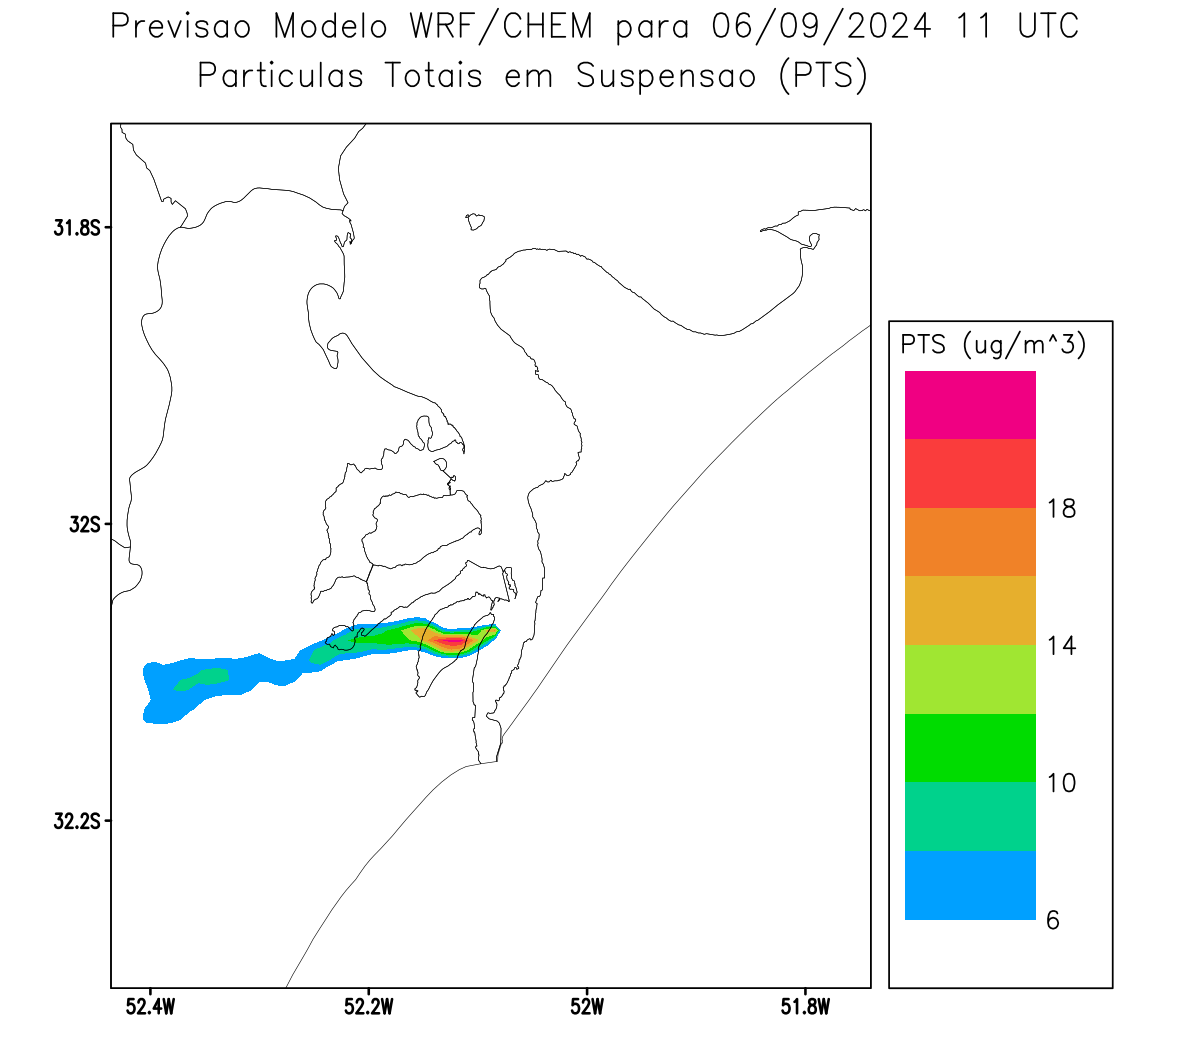 Previsao Modelo WRF/CHEM para 06/09/2024 11 UTC
Particulas Totais em Suspensao (PTS)
31.8S
32S
32.2S
52.4W 52.2W 52W 51.8W
PTS (ug/m^3)
18
14
10
6